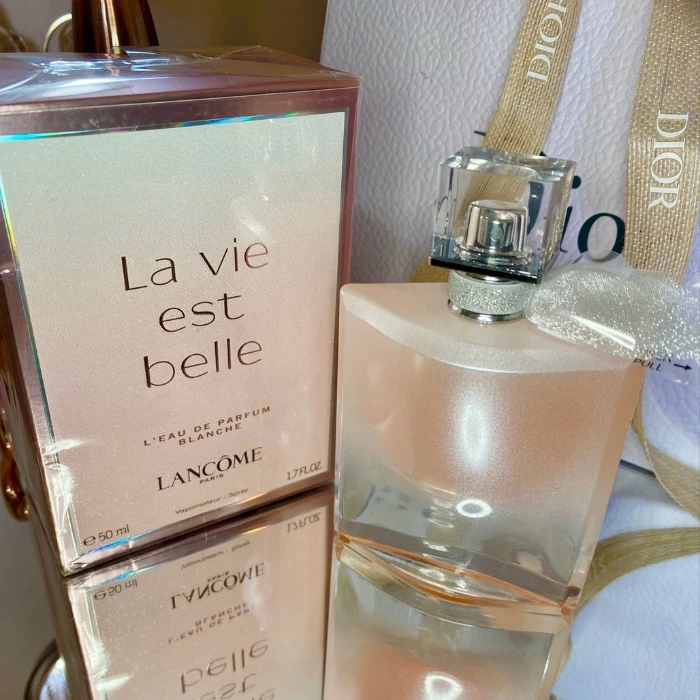 La vie
est
belle
L'EAU DE PARFUM
BLANCHE
LANCÔME
PARIS
Vaporisateur - Spray
1.7 FL.OZ.
℮ 50 ml
DIOR
DIOR
PULL →